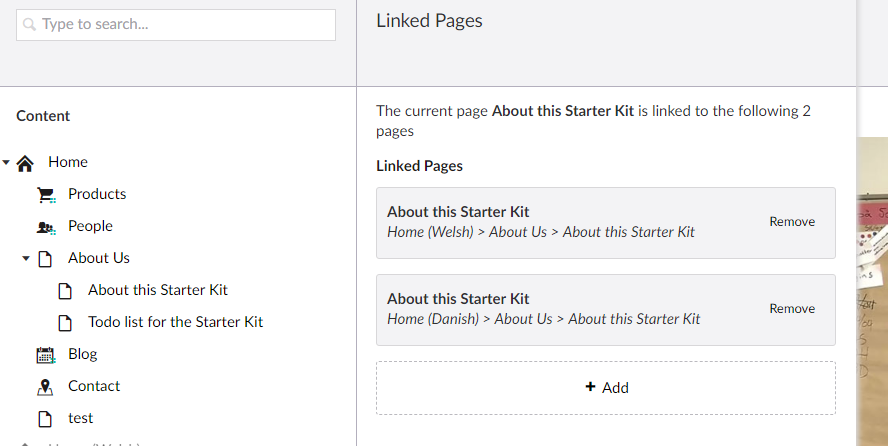 Type to search...
Content
Home
Products
People
About Us
About this Starter Kit
Todo list for the Starter Kit
Blog
Contact
test
Linked Pages
The current page About this Starter Kit is linked to the following 2
pages
Linked Pages
About this Starter Kit
Home (Welsh) > About Us > About this Starter Kit
Remove
About this Starter Kit
Home (Danish) > About Us > About this Starter Kit
Remove
+ Add